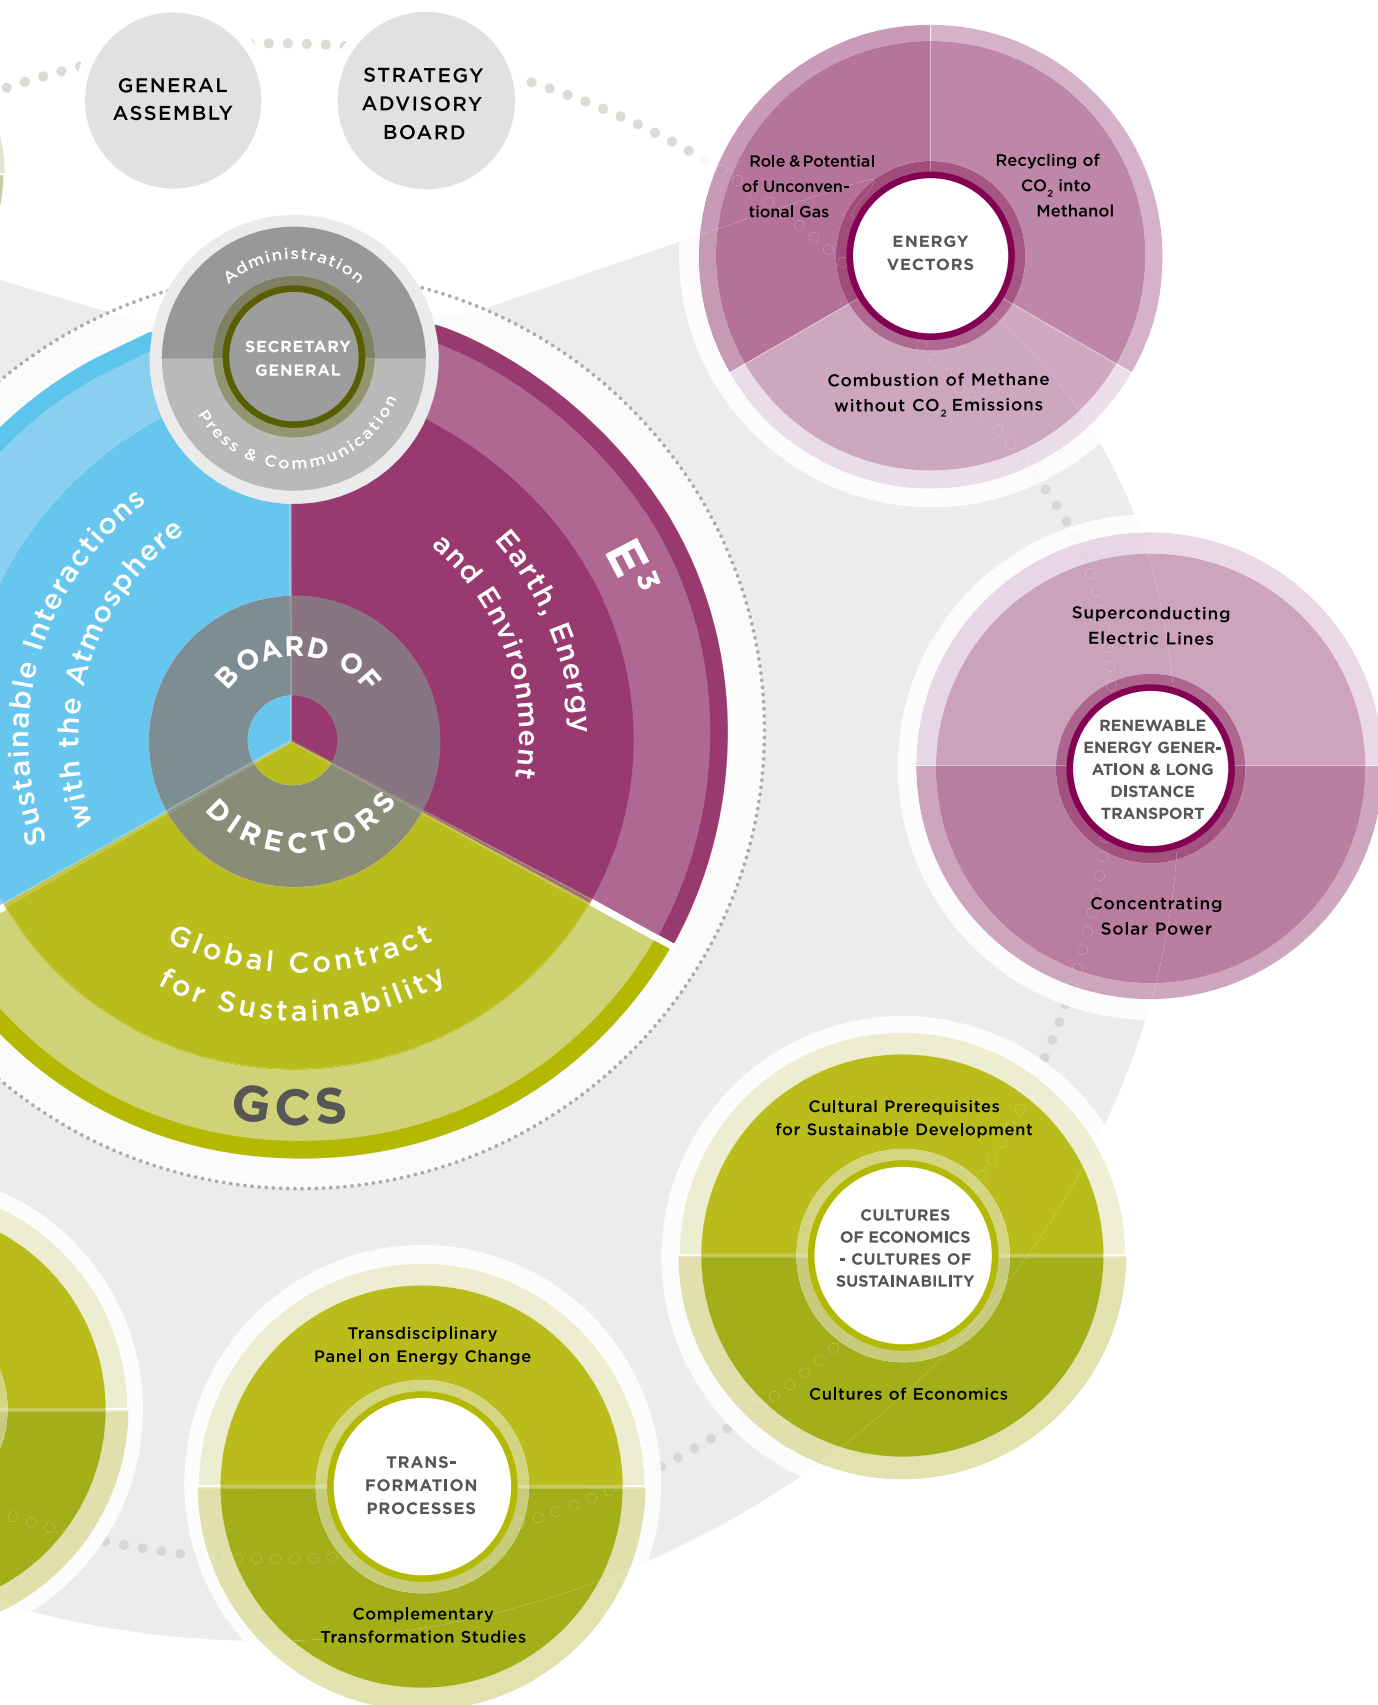 GENERAL
ASSEMBLY
STRATEGY
ADVISORY
BOARD
Role & Potential
of Unconven-
tional Gas
Recycling of
CO₂ into
Methanol
ENERGY
VECTORS
Combustion of Methane
without CO₂ Emissions
Administration
SECRETARY
GENERAL
Press & Communication
Sustainable Interactions
with the Atmosphere
E³
Earth, Energy
and Environment
BOARD OF
DIRECTORS
Global Contract
for Sustainability
GCS
Superconducting
Electric Lines
RENEWABLE
ENERGY GENER-
ATION & LONG
DISTANCE
TRANSPORT
Concentrating
Solar Power
Cultural Prerequisites
for Sustainable Development
CULTURES
OF ECONOMICS
- CULTURES OF
SUSTAINABILITY
Cultures of Economics
Transdisciplinary
Panel on Energy Change
TRANS-
FORMATION
PROCESSES
Complementary
Transformation Studies